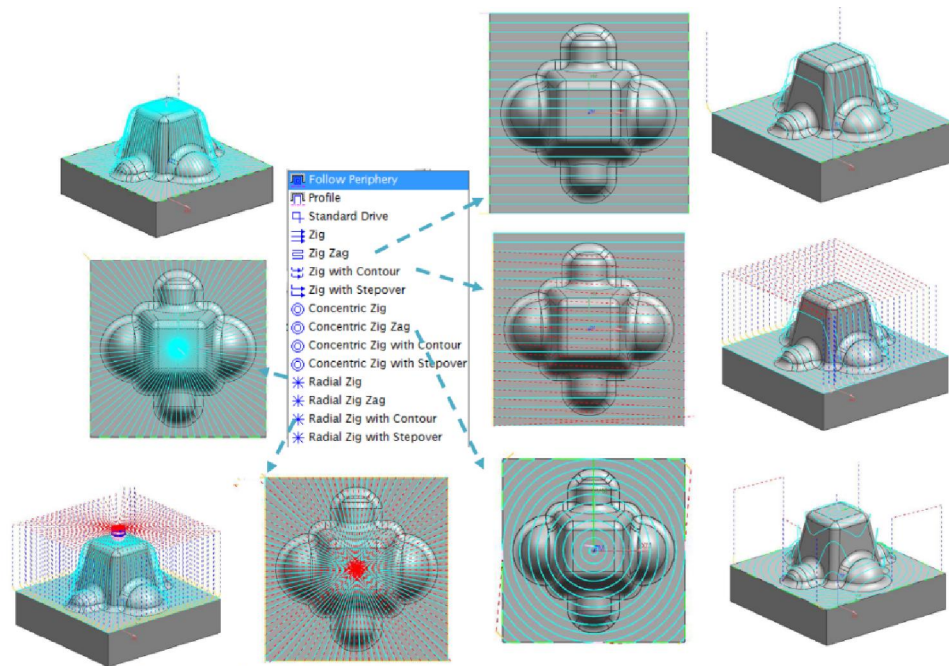 Follow Periphery
Profile
Standard Drive
Zig
Zig Zag
Zig with Contour
Zig with Stepover
Concentric Zig
Concentric Zig Zag
Concentric Zig with Contour
Concentric Zig with Stepover
Radial Zig
Radial Zig Zag
Radial Zig with Contour
Radial Zig with Stepover